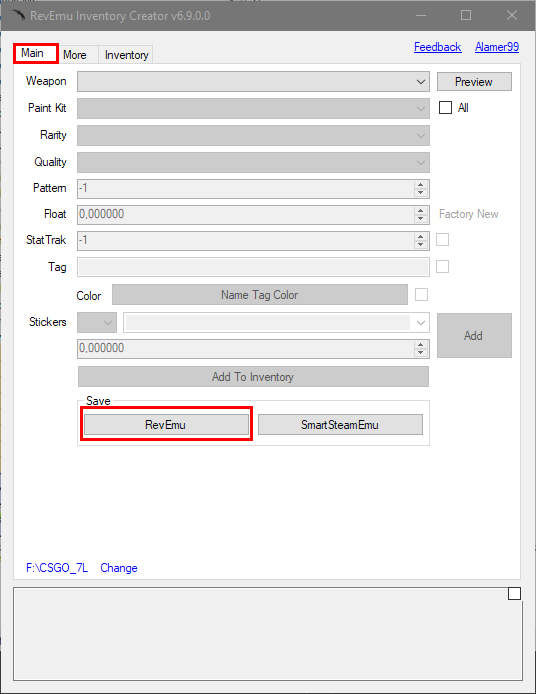 RevEmu Inventory Creator v6.9.0.0
Feedback Alamer99
Main More Inventory
Weapon Preview
Paint Kit All
Rarity
Quality
Pattern -1
Float 0,000000 Factory New
StatTrak -1
Tag
Color Name Tag Color
Stickers
Add
0,000000
Add To Inventory
Save
RevEmu SmartSteamEmu
F:\CSGO_7L Change